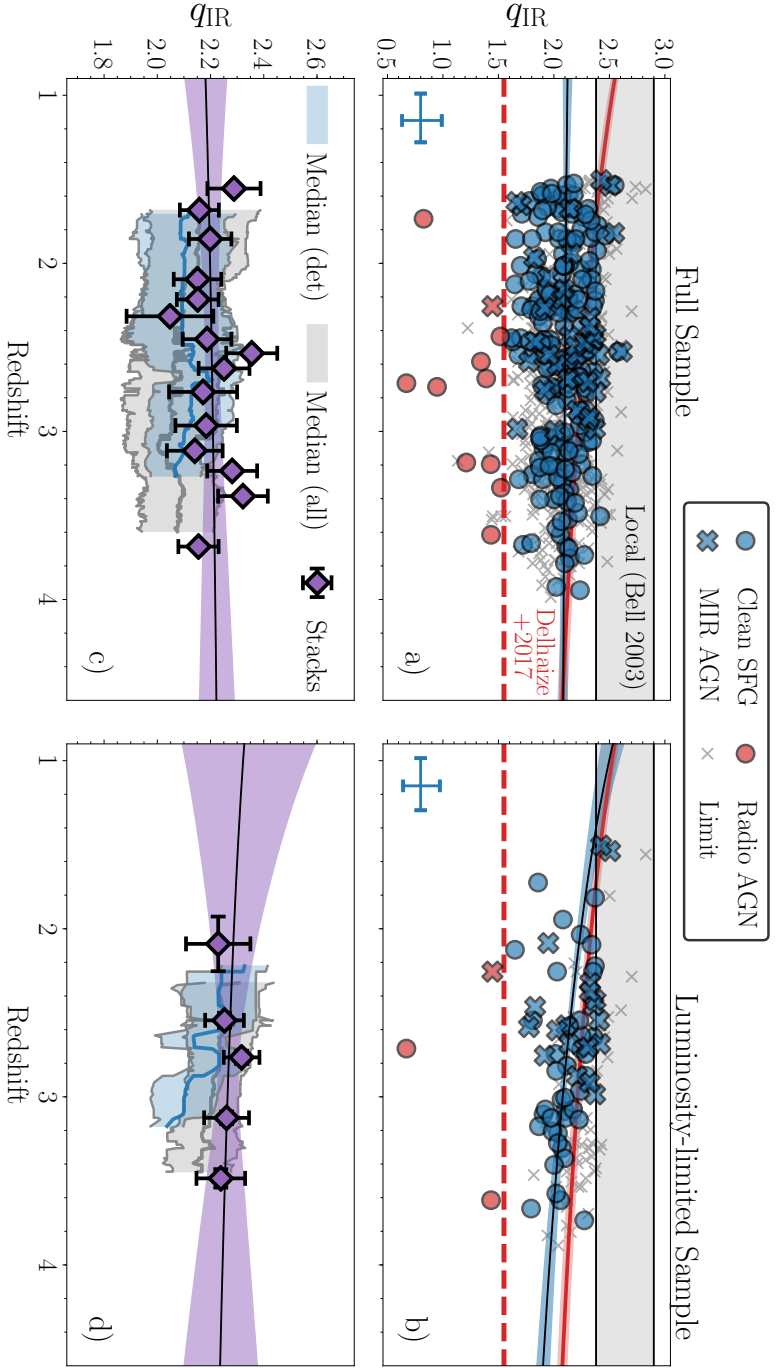 Clean SFG
Radio AGN
MIR AGN
Limit
Full Sample
Luminosity-limited Sample
q_IR
3.0
2.5
2.0
1.5
1.0
0.5
Local (Bell 2003)
Delhaize
+2017
a)
b)
q_IR
2.6
2.4
2.2
2.0
1.8
Median (det)
Median (all)
Stacks
c)
d)
1
2
3
4
1
2
3
4
Redshift
Redshift